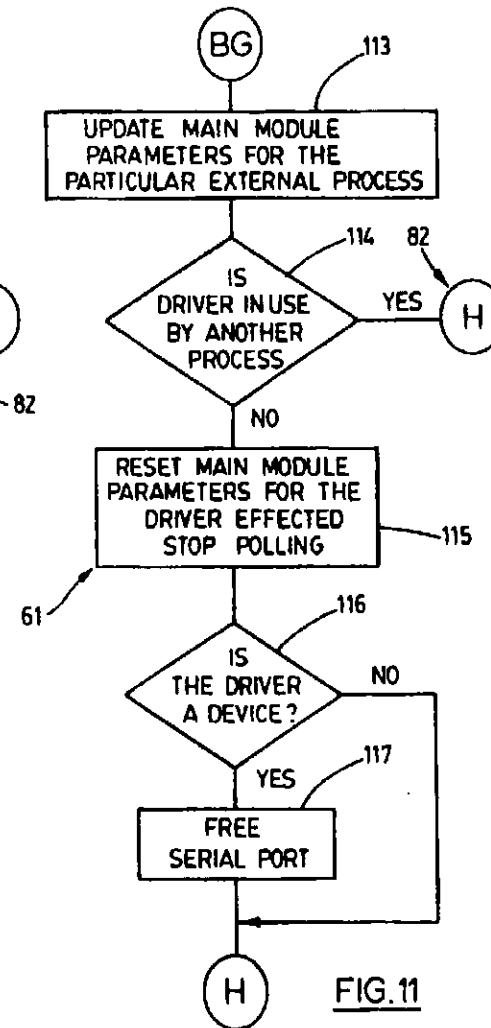 BG
113
UPDATE MAIN MODULE
PARAMETERS FOR THE
PARTICULAR EXTERNAL PROCESS
114
82
IS
DRIVER IN USE
BY ANOTHER
PROCESS
YES
H
82
NO
RESET MAIN MODULE
PARAMETERS FOR THE
DRIVER EFFECTED
STOP POLLING
115
61
116
IS
THE DRIVER
A DEVICE?
NO
YES
117
FREE
SERIAL PORT
H
FIG.11